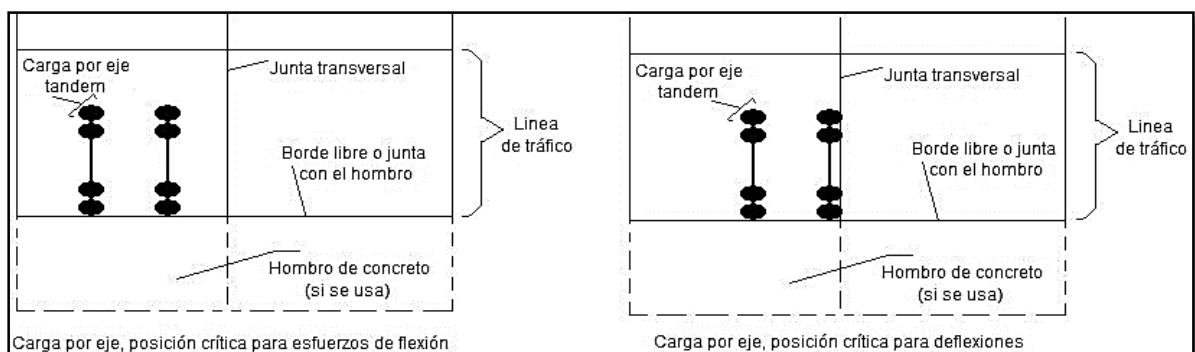 Carga por eje
tandem
Junta transversal
Linea
de tráfico
Borde libre o junta
con el hombro
Hombro de concreto
(si se usa)
Carga por eje, posición crítica para esfuerzos de flexión
Carga por eje
tandem
Junta transversal
Linea
de tráfico
Borde libre o junta
con el hombro
Hombro de concreto
(si se usa)
Carga por eje, posición crítica para deflexiones